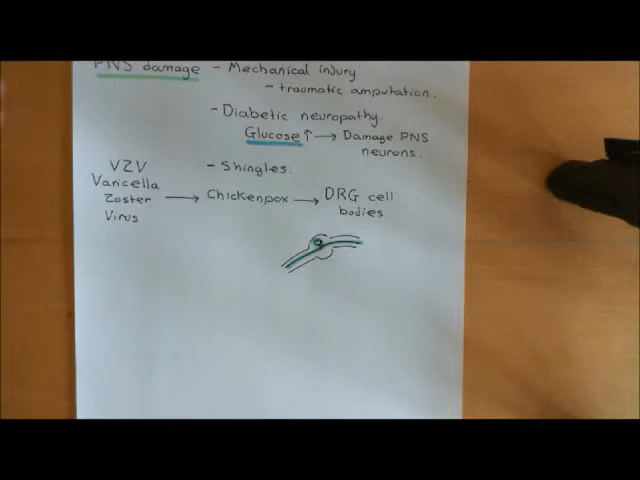 PNS damage - Mechanical injury
- traumatic amputation.
- Diabetic neuropathy.
Glucose ↑ → Damage PNS
neurons.
- Shingles.
VZV
Varicella
Zoster → Chickenpox → DRG cell
bodies
Virus